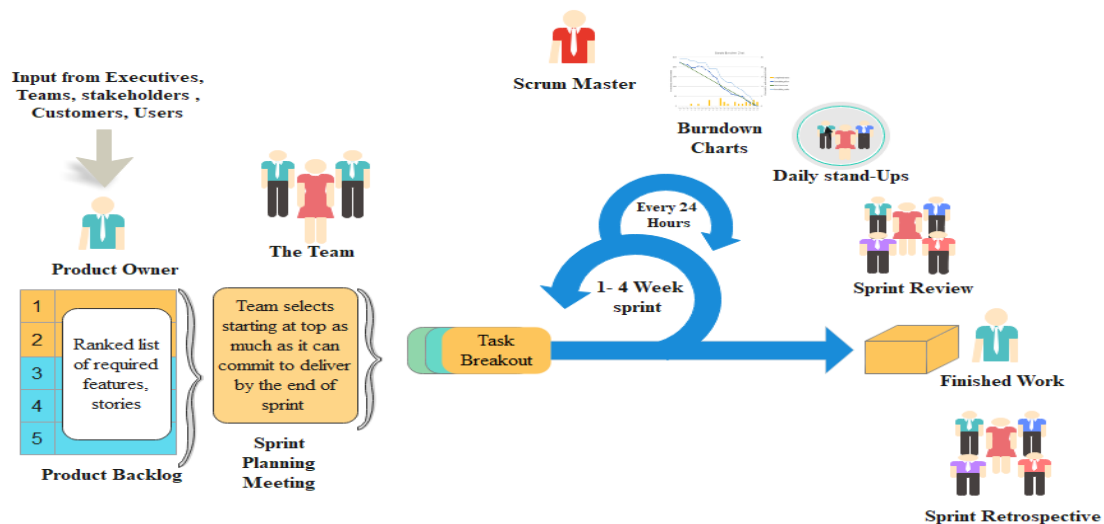 Input from Executives,
Teams, stakeholders ,
Customers, Users
Product Owner
The Team
Scrum Master
Burndown
Charts
Daily stand-Ups
Every 24
Hours
1- 4 Week
sprint
Sprint Review
1
2
3
4
5
Ranked list
of required
features,
stories
Product Backlog
Team selects
starting at top as
much as it can
commit to deliver
by the end of
sprint
Sprint
Planning
Meeting
Task
Breakout
Finished Work
Sprint Retrospective